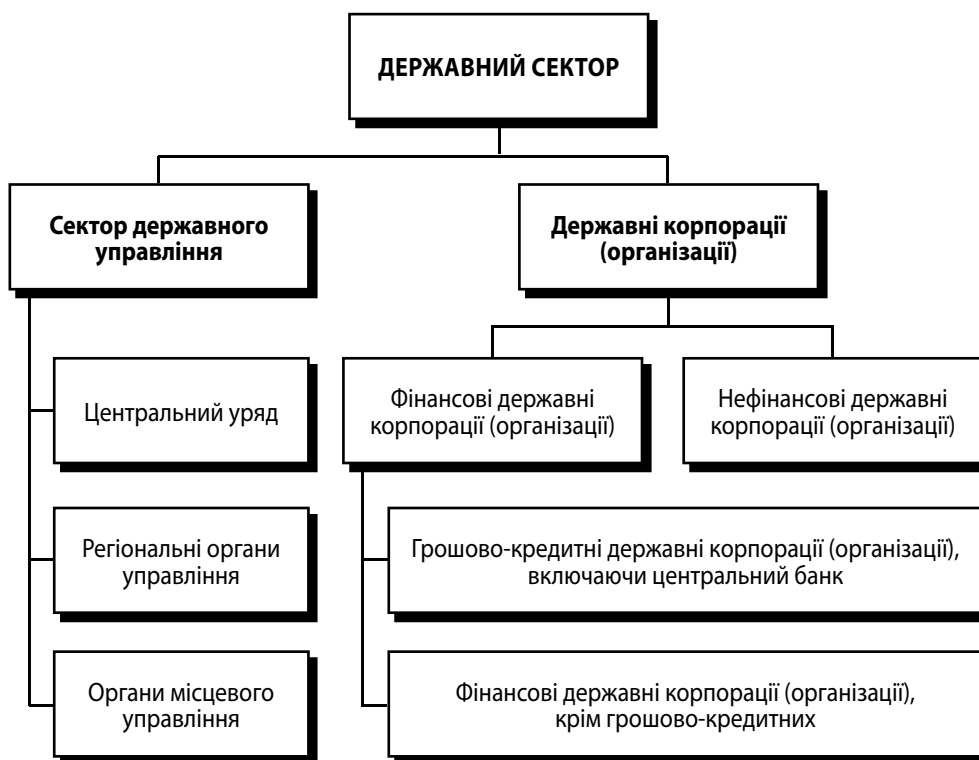 ДЕРЖАВНИЙ СЕКТОР
Сектор державного
управління
Державні корпорації
(організації)
Центральний уряд
Фінансові державні
корпорації (організації)
Нефінансові державні
корпорації (організації)
Регіональні органи
управління
Грошово-кредитні державні корпорації (організації),
включаючи центральний банк
Органи місцевого
управління
Фінансові державні корпорації (організації),
крім грошово-кредитних